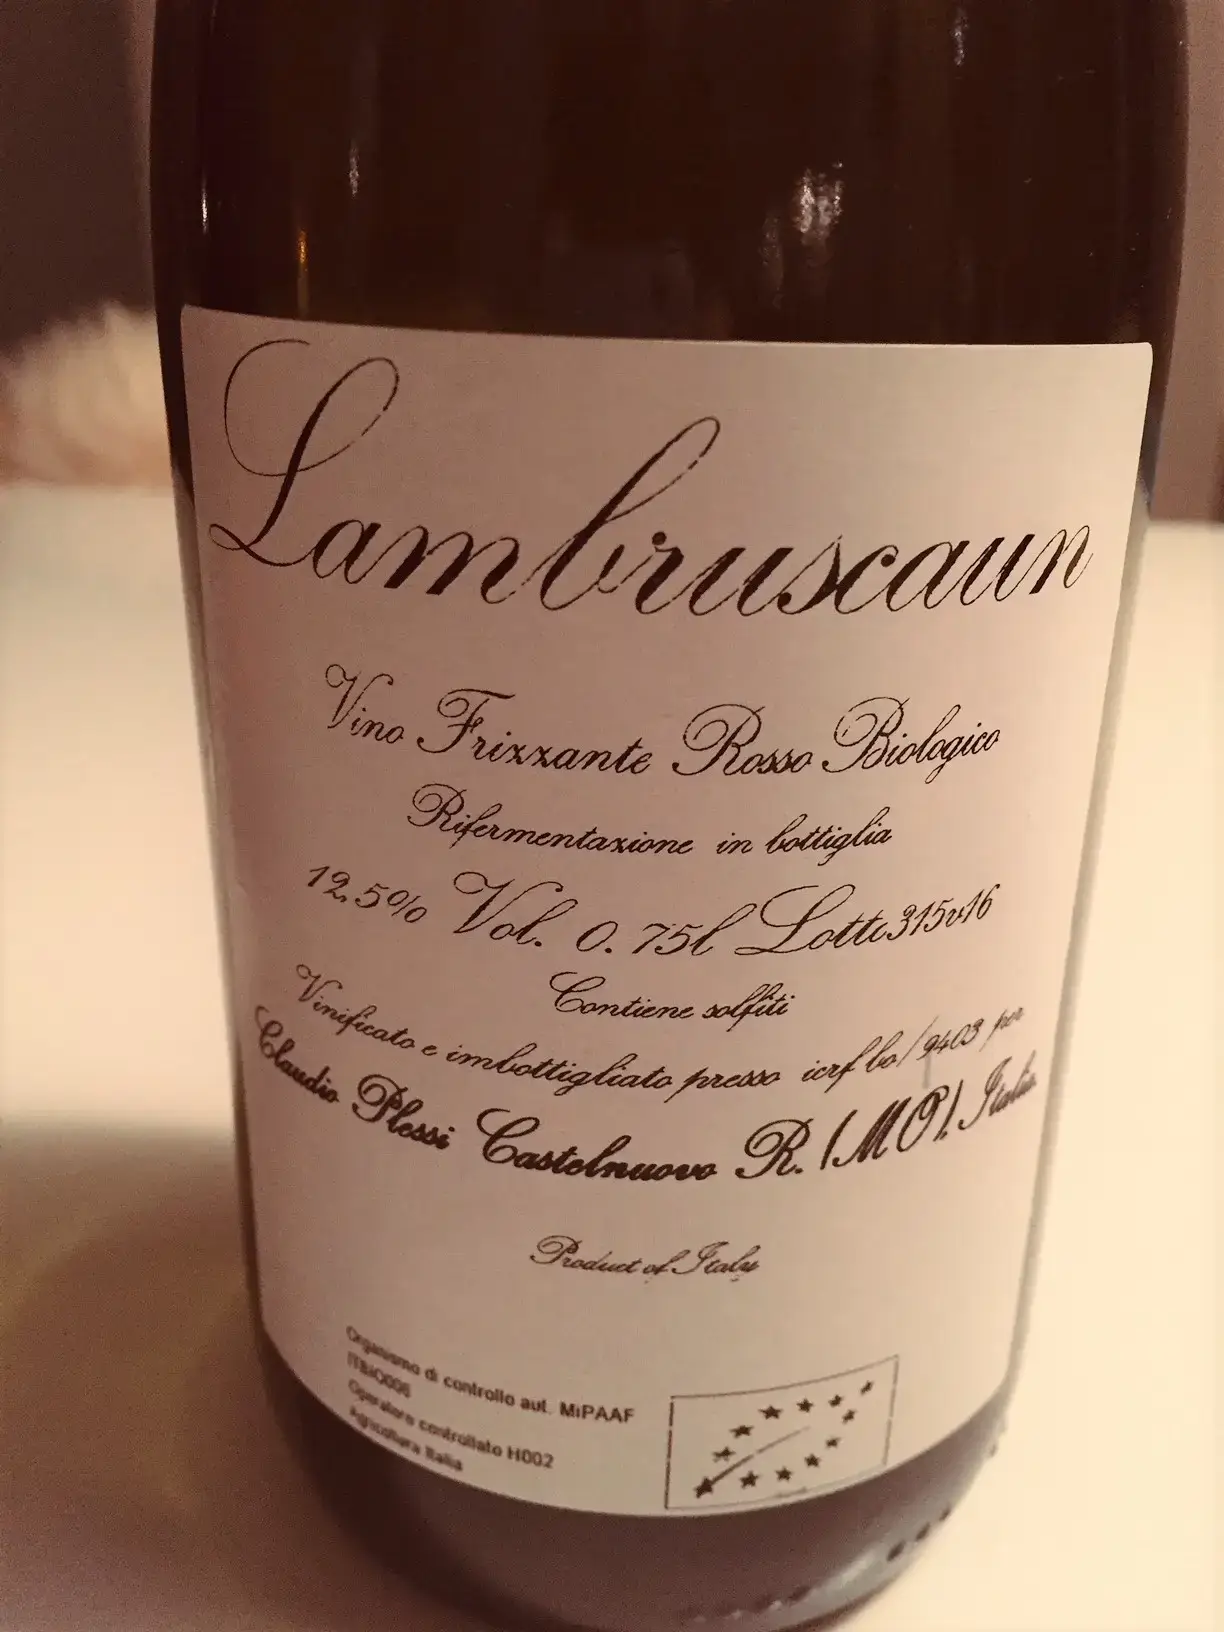 Lambruscaun
Vino Frizzante Rosso Biologico
Rifermentazione in bottiglia
12.5% Vol. 0.75l Lotto315v16
Contiene solfiti
Vinificato e imbottigliato presso icrf bo/9403 per
Claudio Plessi Castelnuovo R. (MO). Italia
Product of Italy
Organismo di controllo aut. MiPAAF
ITBIO006
Operatore controllato H002
Agricoltura Italia